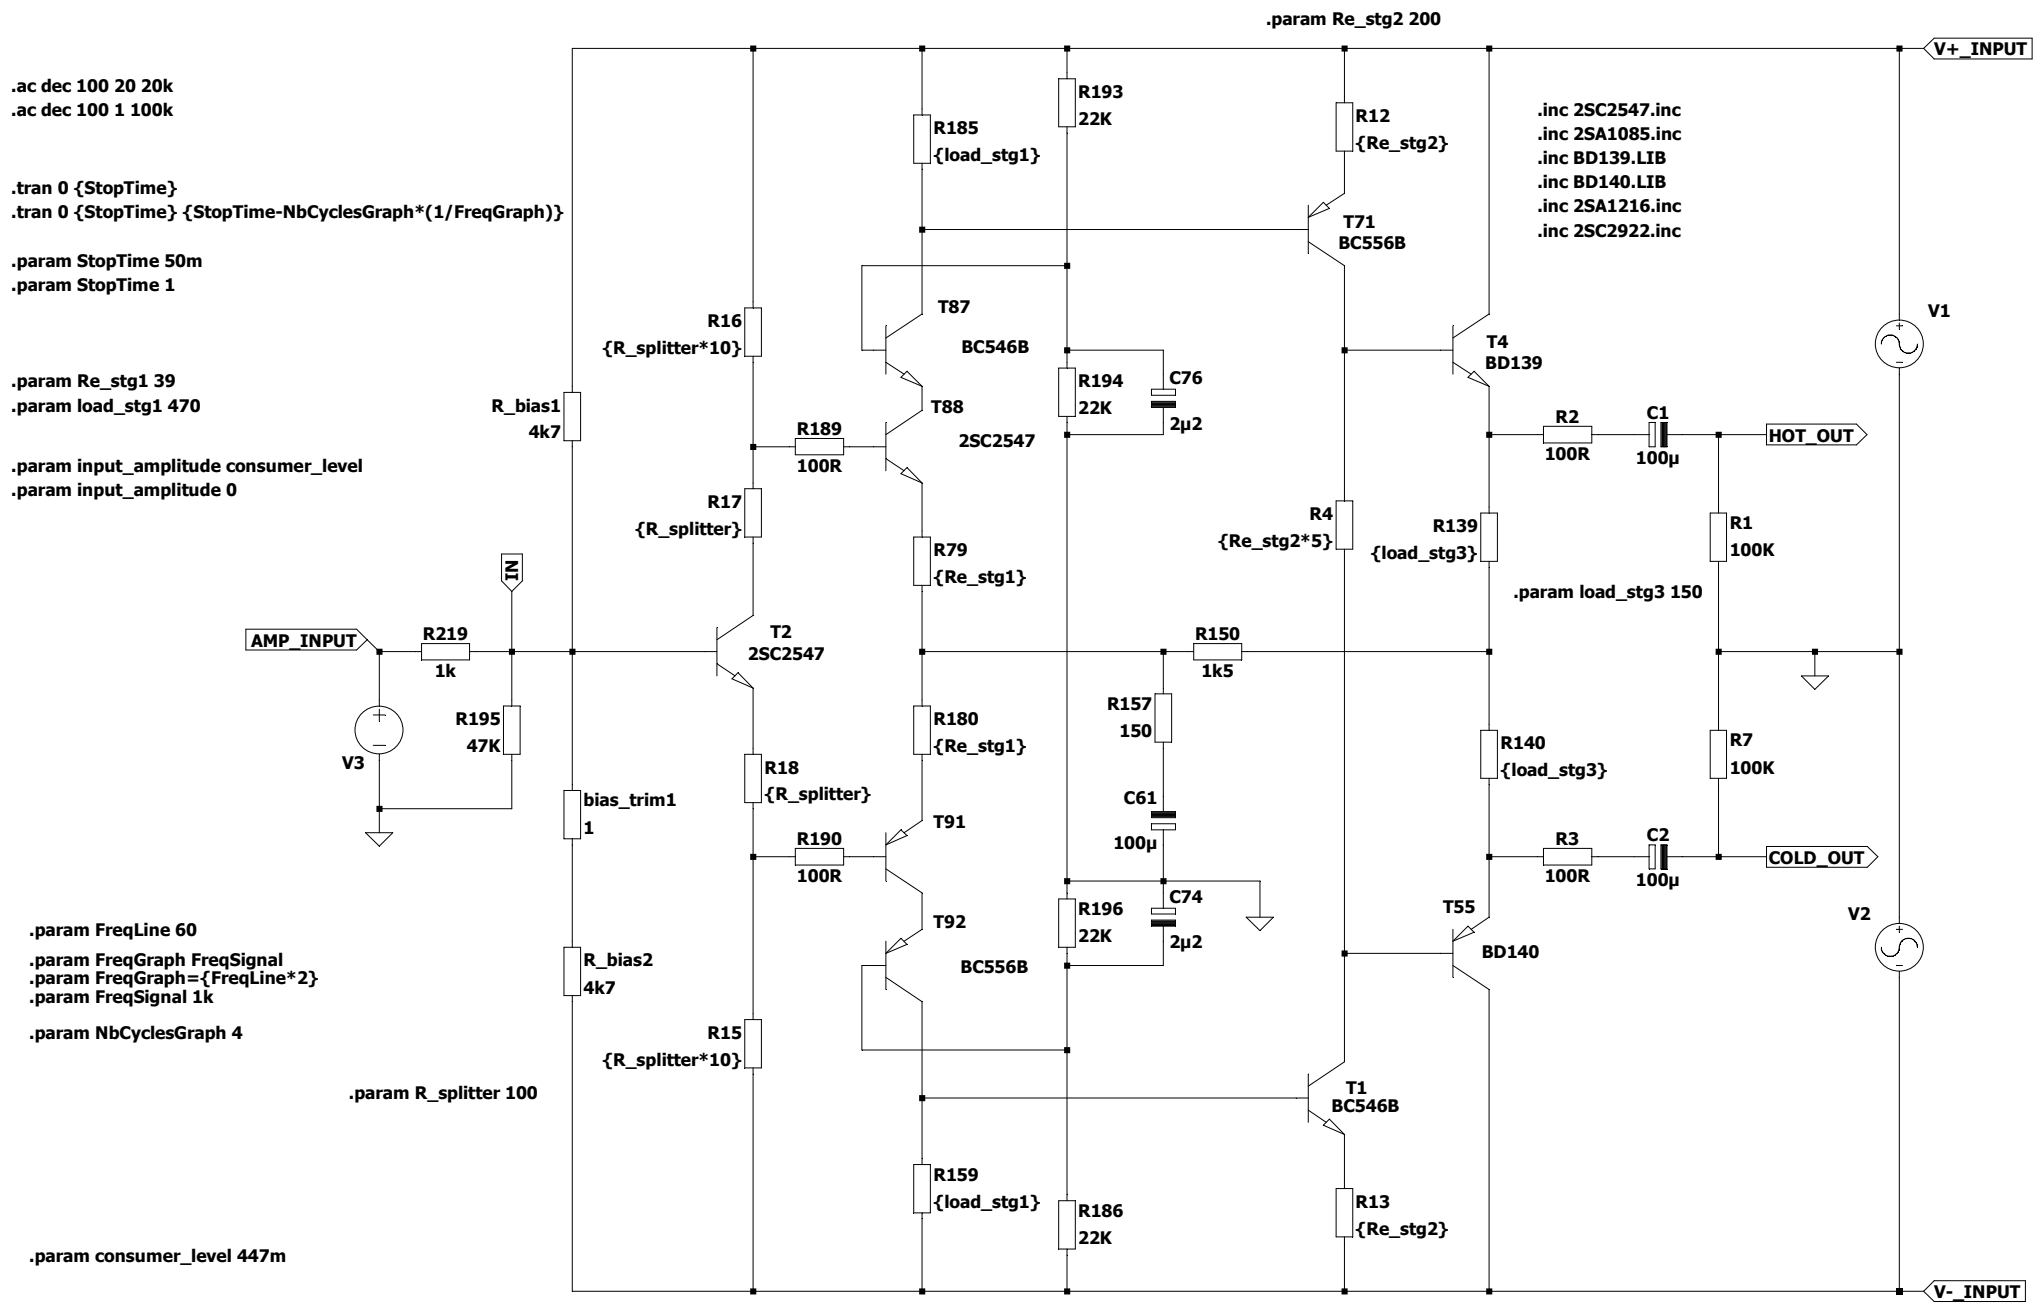 .param Re_stg2 200
V+_INPUT
.ac dec 100 20 20k
.ac dec 100 1 100k
R193
22K
R12
{Re_stg2}
.inc 2SC2547.inc
.inc 2SA1085.inc
.inc BD139.LIB
.inc BD140.LIB
.inc 2SA1216.inc
.inc 2SC2922.inc
R185
{load_stg1}
.tran 0 {StopTime}
.tran 0 {StopTime} {StopTime-NbCyclesGraph*(1/FreqGraph)}
T71
BC556B
.param StopTime 50m
.param StopTime 1
T87
BC546B
R16
{R_splitter*10}
V1
+
−
T4
BD139
.param Re_stg1 39
.param load_stg1 470
R_bias1
4k7
R194
22K
C76
2µ2
T88
2SC2547
R189
100R
R2
100R
C1
100µ
HOT_OUT
.param input_amplitude consumer_level
.param input_amplitude 0
R17
{R_splitter}
R4
{Re_stg2*5}
R139
{load_stg3}
R1
100K
IN
R79
{Re_stg1}
.param load_stg3 150
AMP_INPUT
R219
1k
T2
2SC2547
R150
1k5
V3
+
−
R195
47K
R180
{Re_stg1}
R157
150
R140
{load_stg3}
R7
100K
R18
{R_splitter}
bias_trim1
1
C61
100µ
T91
R190
100R
R3
100R
C2
100µ
COLD_OUT
R196
22K
C74
2µ2
T92
BC556B
T55
BD140
V2
+
−
.param FreqLine 60
.param FreqGraph FreqSignal
.param FreqGraph={FreqLine*2}
.param FreqSignal 1k
.param NbCyclesGraph 4
R_bias2
4k7
R15
{R_splitter*10}
.param R_splitter 100
T1
BC546B
R159
{load_stg1}
R186
22K
R13
{Re_stg2}
.param consumer_level 447m
V-_INPUT